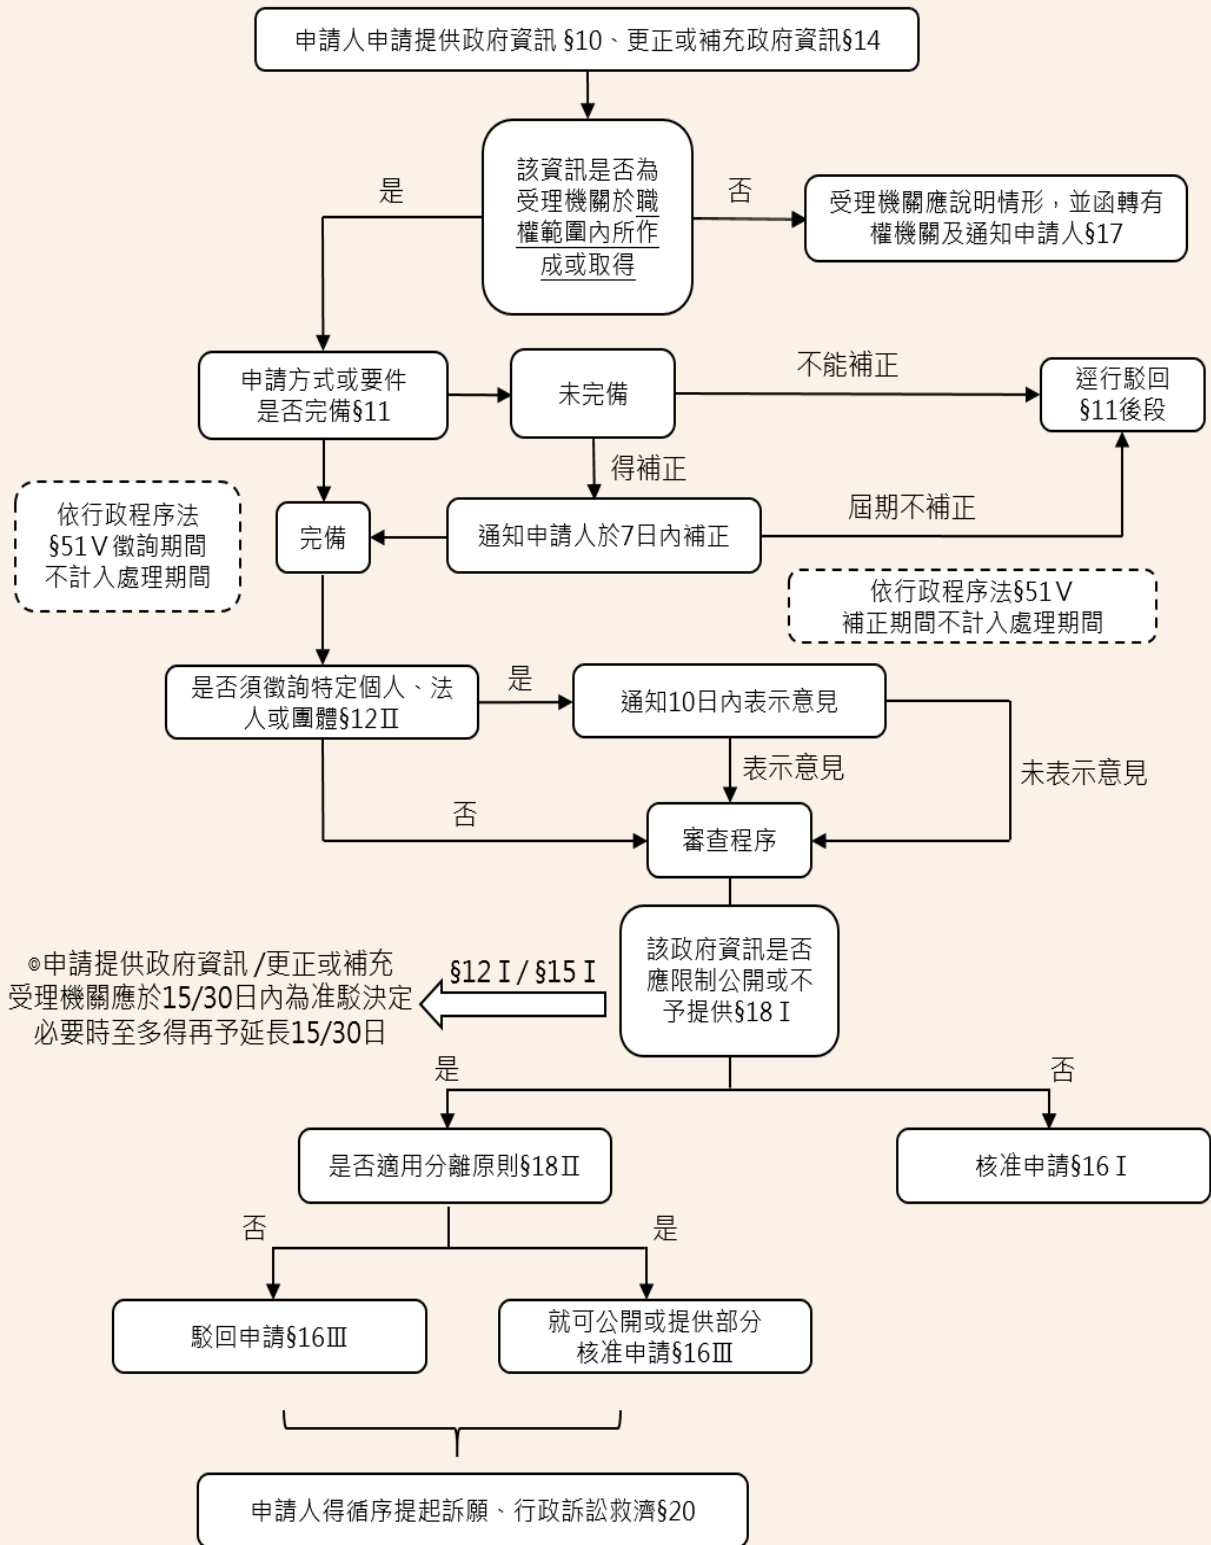 申請人申請提供政府資訊§10、更正或補充政府資訊§14
該資訊是否為
受理機關於職
權範圍內所作
成或取得
是
否
受理機關應說明情形，並函轉有
權機關及通知申請人§17
申請方式或要件
是否完備§11
未完備
不能補正
逕行駁回
§11後段
得補正
依行政程序法
§51Ⅴ徵詢期間
不計入處理期間
完備
通知申請人於7日內補正
屆期不補正
依行政程序法§51Ⅴ
補正期間不計入處理期間
是否須徵詢特定個人、法
人或團體§12Ⅱ
是
通知10日內表示意見
表示意見
未表示意見
否
審查程序
該政府資訊是否
應限制公開或不
予提供§18Ⅰ
§12Ⅰ/§15Ⅰ
◎申請提供政府資訊/更正或補充
受理機關應於15/30日內為准駁決定
必要時至多得再予延長15/30日
是
否
是否適用分離原則§18Ⅱ
核准申請§16Ⅰ
否
是
駁回申請§16Ⅲ
就可公開或提供部分
核准申請§16Ⅲ
申請人得循序提起訴願、行政訴訟救濟§20